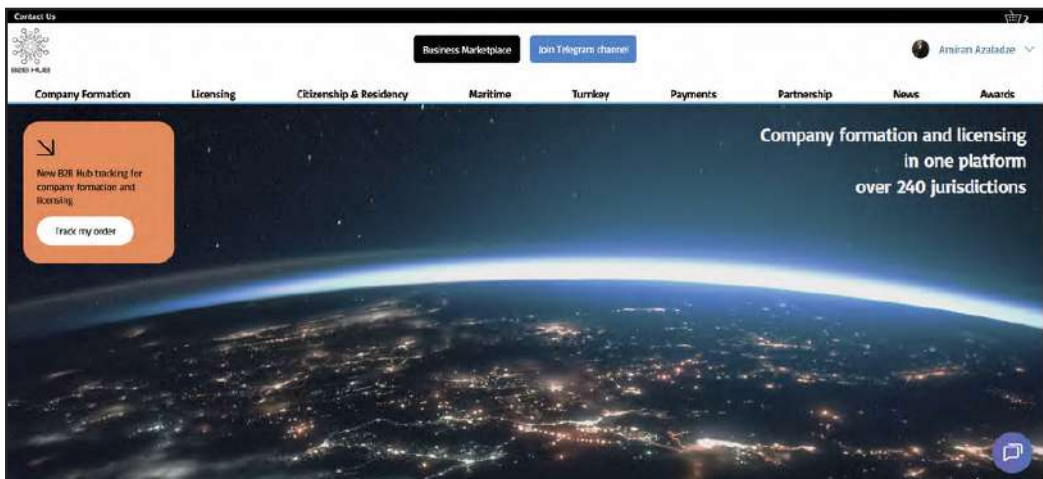 Contact Us
2
B2B HUB
Business Marketplace
Join Telegram channel
Amiran Azaladze
Company Formation
Licensing
Citizenship & Residency
Maritime
Turnkey
Payments
Partnership
News
Awards
New B2B Hub tracking for
company formation and
licensing
Track my order
Company formation and licensing
in one platform
over 240 jurisdictions